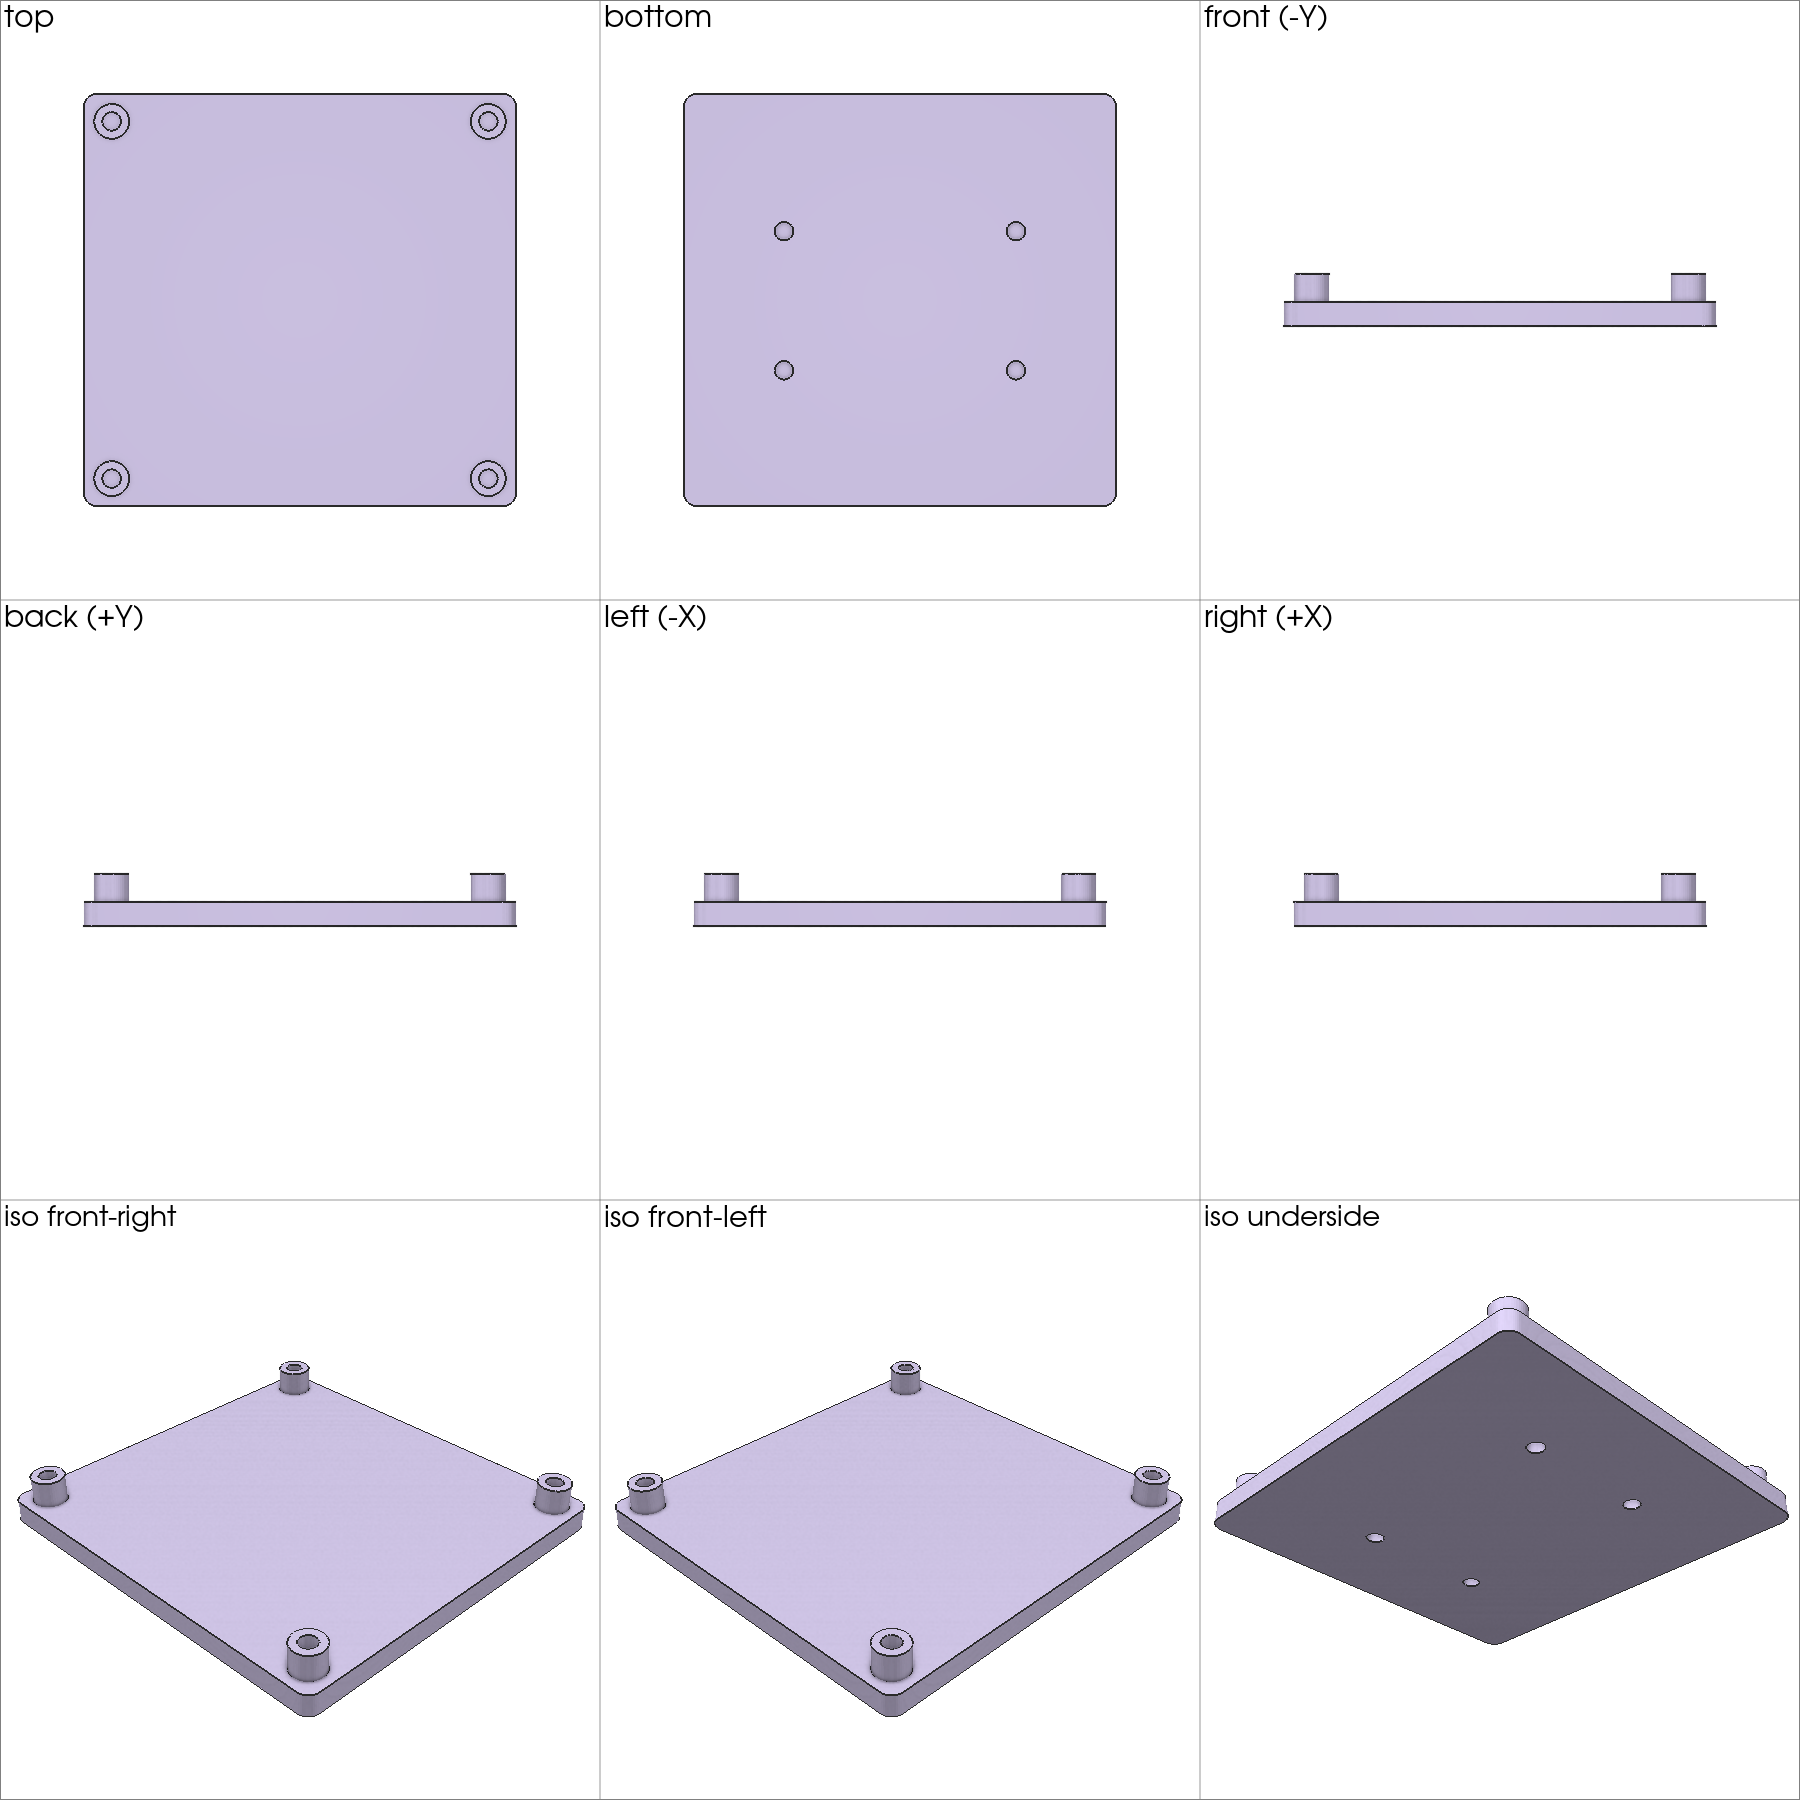 top
bottom
front (-Y)
back (+Y)
left (-X)
right (+X)
iso front-right
iso front-left
iso underside